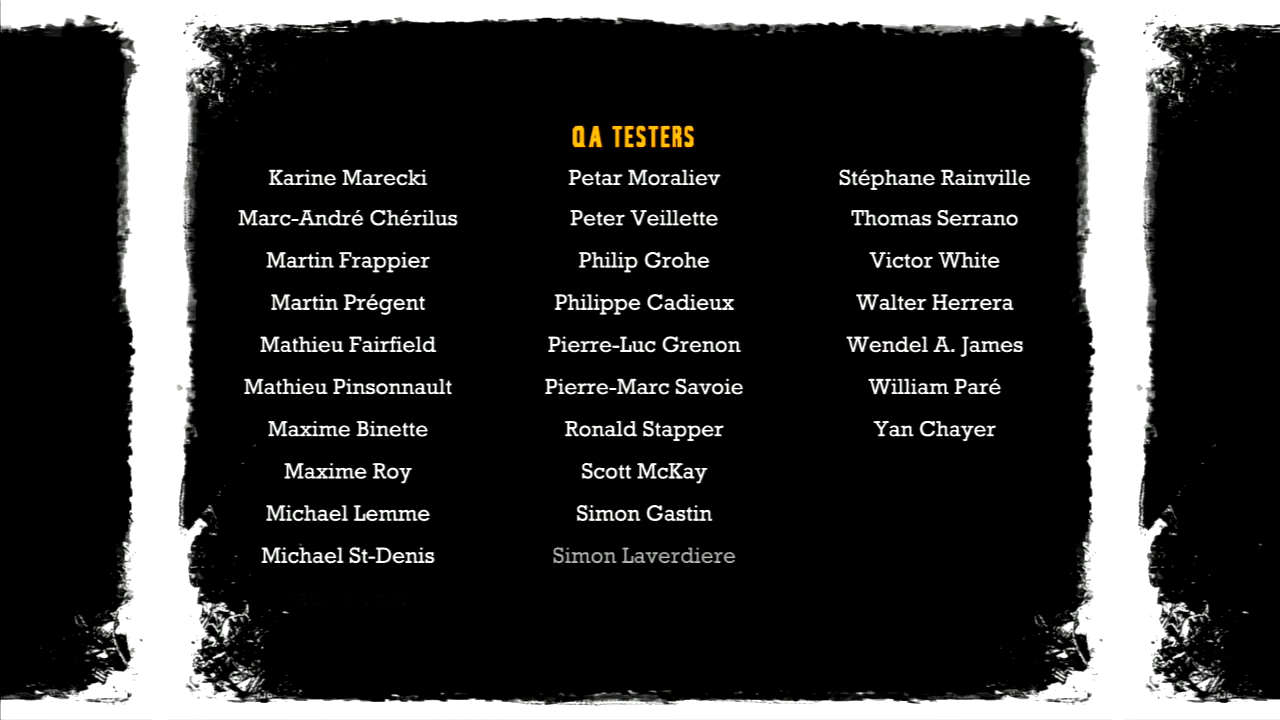 QA TESTERS
Karine Marecki
Marc-André Chérilus
Martin Frappier
Martin Prégent
Mathieu Fairfield
Mathieu Pinsonnault
Maxime Binette
Maxime Roy
Michael Lemme
Michael St-Denis
Petar Moraliev
Peter Veillette
Philip Grohe
Philippe Cadieux
Pierre-Luc Grenon
Pierre-Marc Savoie
Ronald Stapper
Scott McKay
Simon Gastin
Simon Laverdiere
Stéphane Rainville
Thomas Serrano
Victor White
Walter Herrera
Wendel A. James
William Paré
Yan Chayer